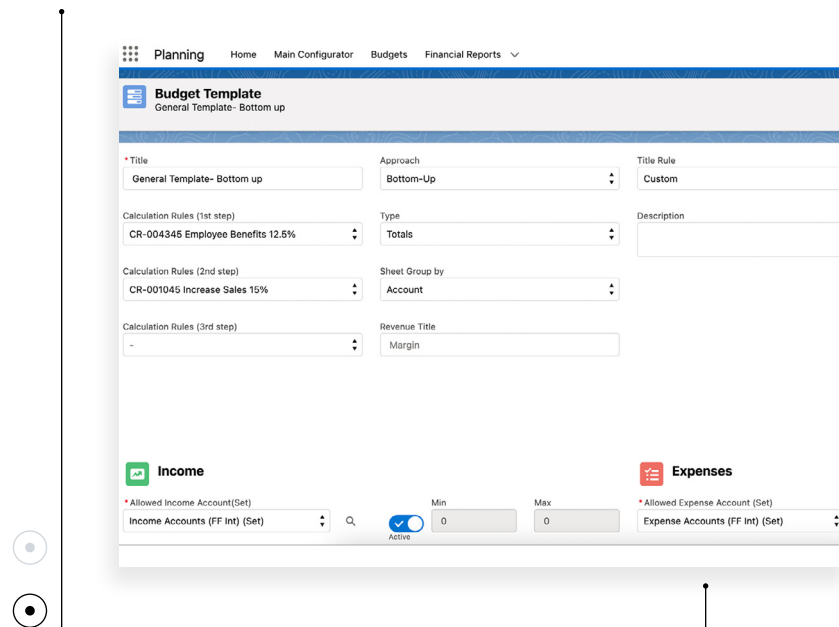 Planning Home Main Configurator Budgets Financial Reports
Budget Template
General Template- Bottom up
* Title Approach Title Rule
General Template- Bottom up Bottom-Up Custom
Calculation Rules (1st step) Type Description
CR-004345 Employee Benefits 12.5% Totals
Calculation Rules (2nd step) Sheet Group by
CR-001045 Increase Sales 15% Account
Calculation Rules (3rd step) Revenue Title
- Margin
Income Expenses
* Allowed Income Account(Set) Min Max * Allowed Expense Account (Set)
Income Accounts (FF Int) (Set) 0 0 Expense Accounts (FF Int) (Set)
Active